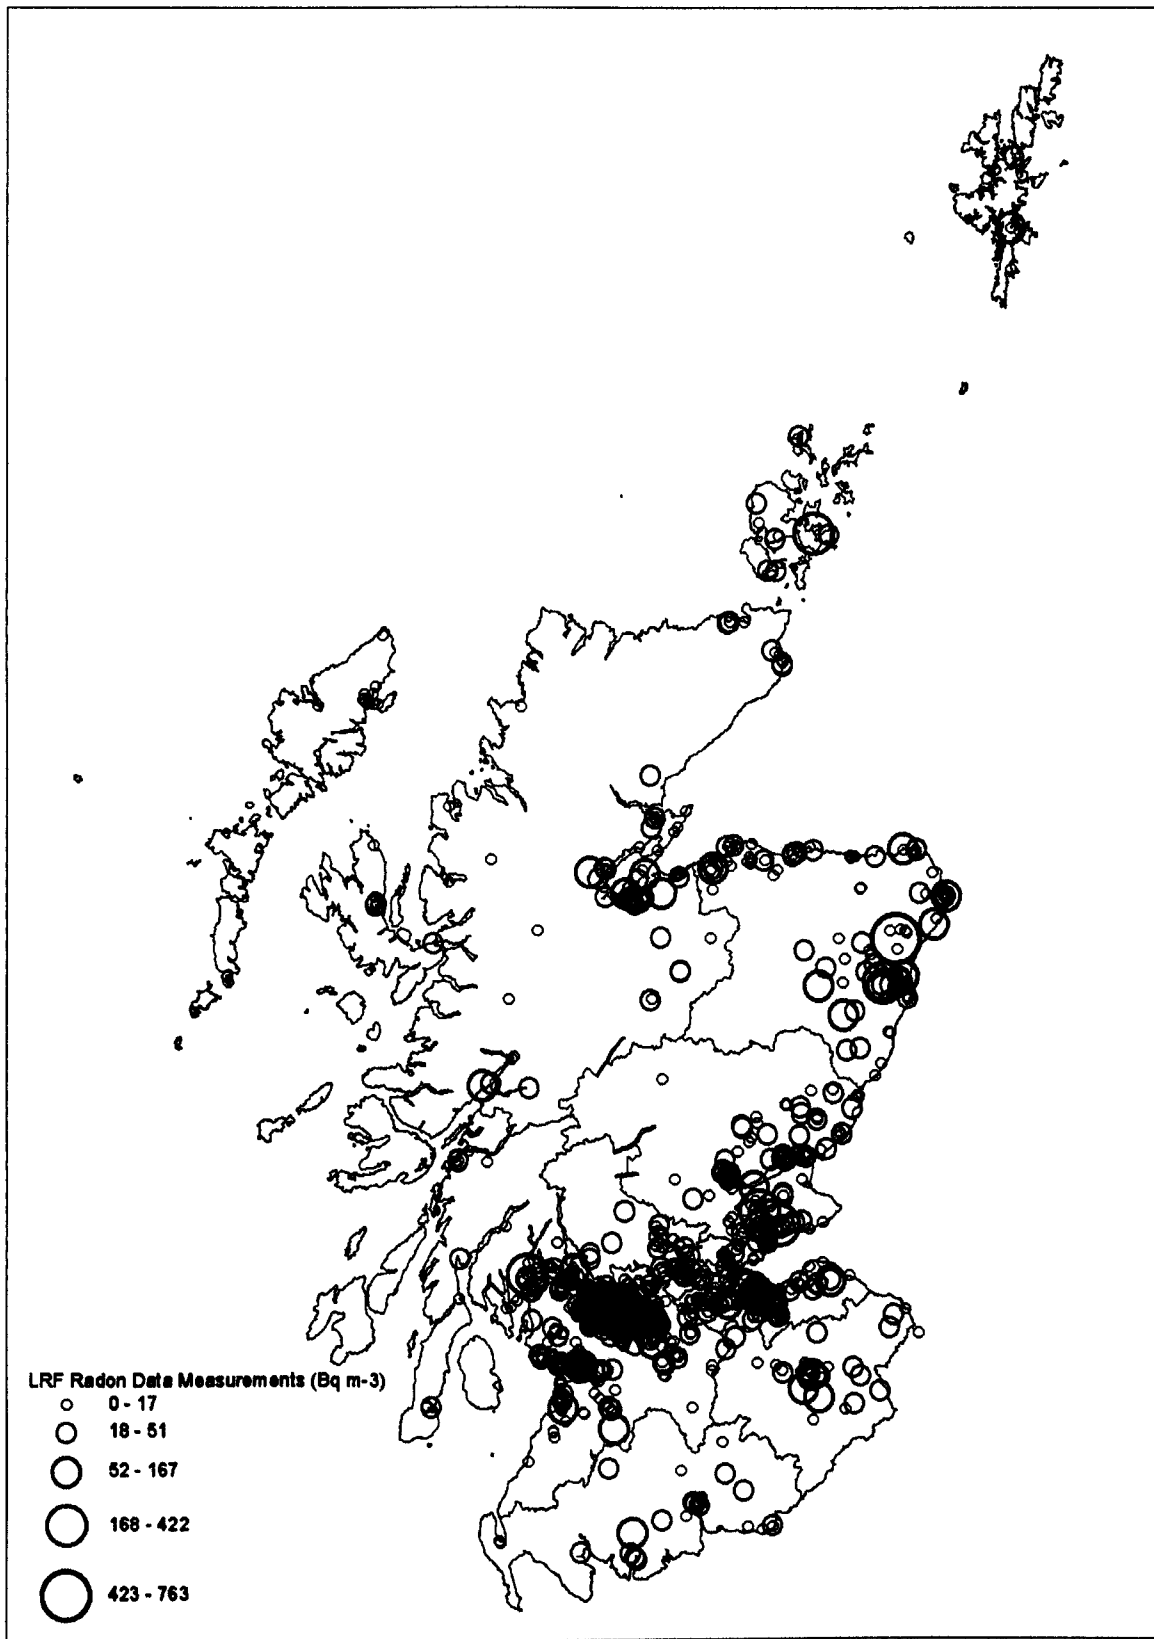 LRF Radon Data Measurements (Bq m-3)
0 - 17
18 - 51
52 - 167
168 - 422
423 - 763